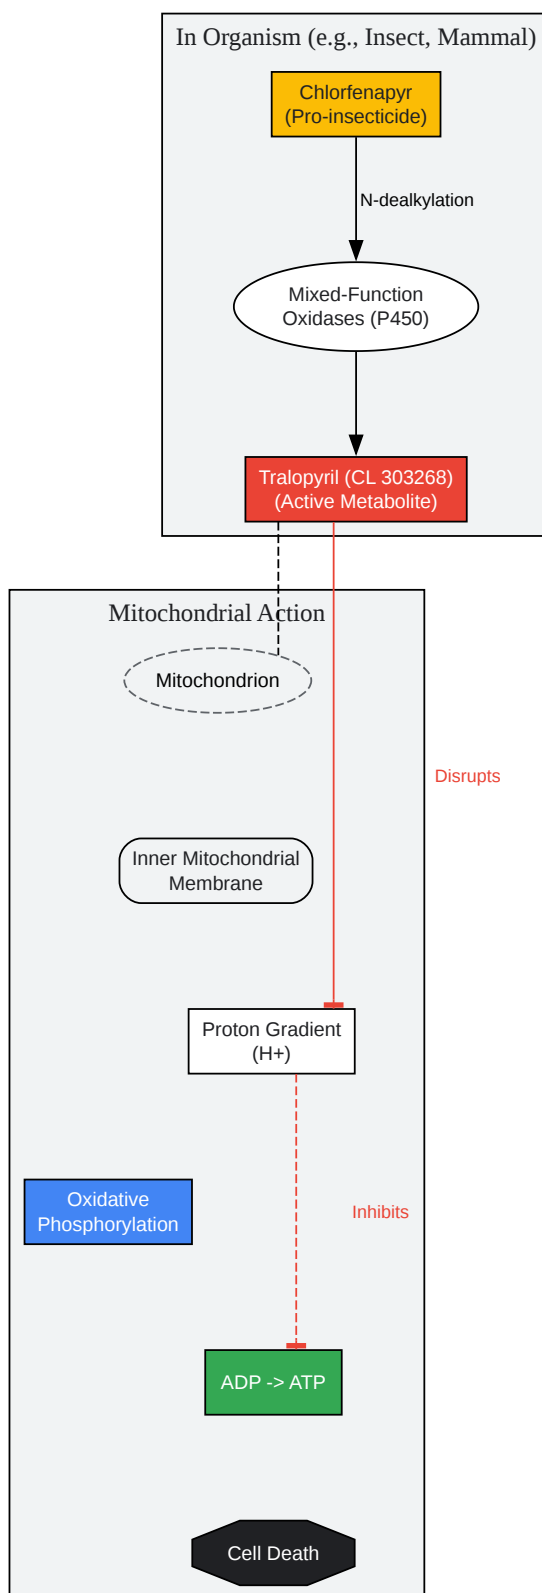 In Organism (e.g., Insect, Mammal)
Chlorfenapyr
(Pro-insecticide)
N-dealkylation
Mixed-Function
Oxidases (P450)
Tralopyril (CL 303268)
(Active Metabolite)
Mitochondrial Action
Mitochondrion
Disrupts
Inner Mitochondrial
Membrane
Proton Gradient
(H+)
Oxidative
Phosphorylation
Inhibits
ADP -> ATP
Cell Death